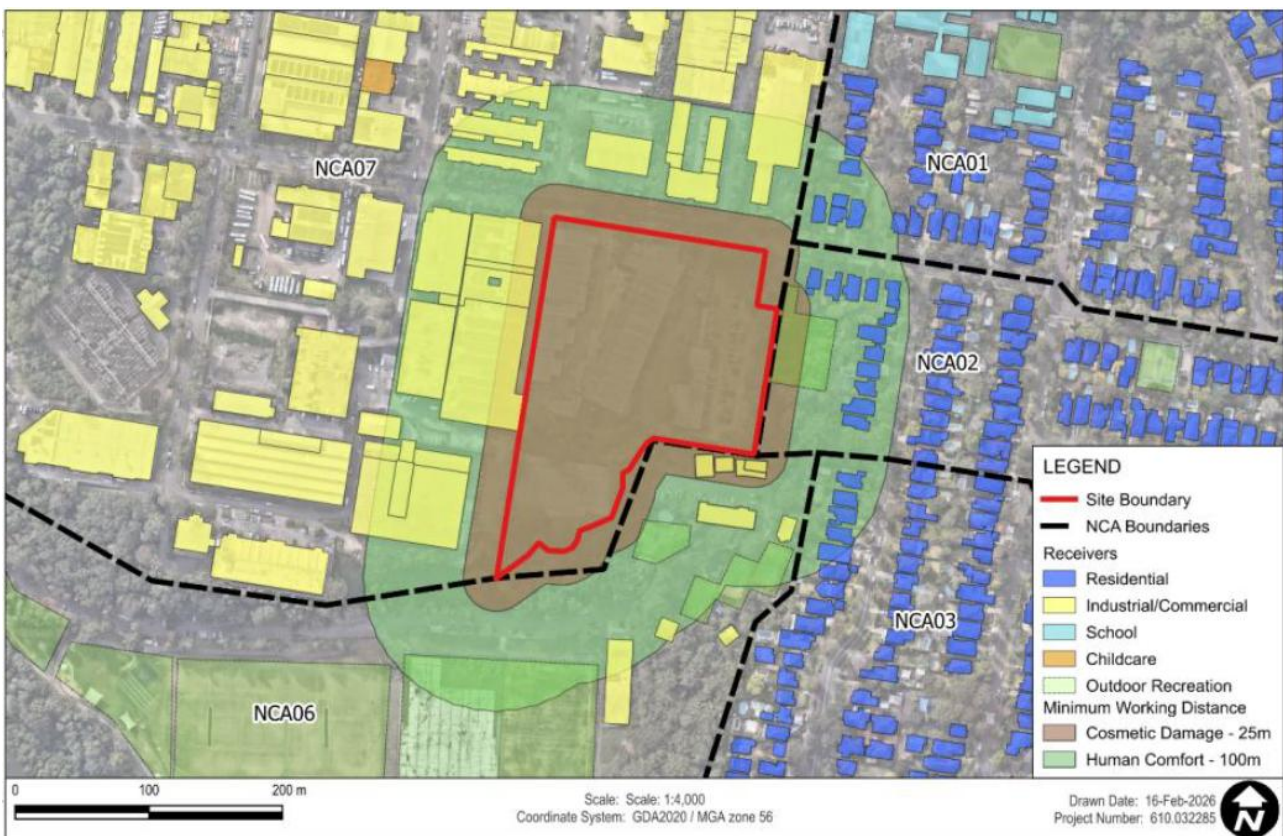 NCA07
NCA01
NCA02
NCA03
NCA06
LEGEND
Site Boundary
NCA Boundaries
Receivers
Residential
Industrial/Commercial
School
Childcare
Outdoor Recreation
Minimum Working Distance
Cosmetic Damage - 25m
Human Comfort - 100m
0 100 200 m
Scale: Scale: 1:4,000
Coordinate System: GDA2020 / MGA zone 56
Drawn Date: 16-Feb-2026
Project Number: 610.032285
N